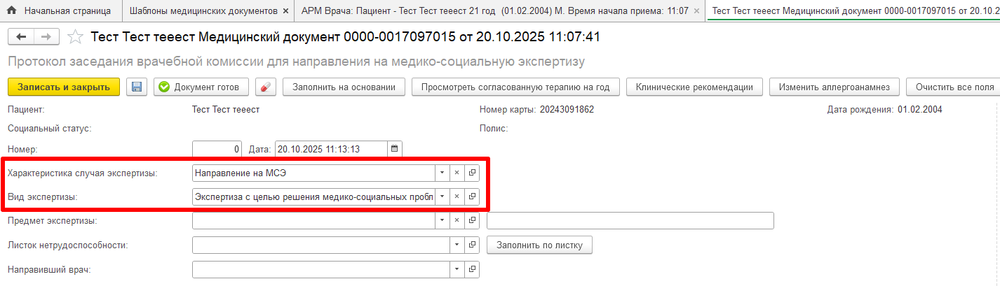 Начальная страница Шаблоны медицинских документов × АРМ Врача: Пациент - Тест Тест тееест 21 год (01.02.2004) М. Время начала приема: 11:07 × Тест Тест тееест Медицинский документ 0000-0017097015 от 20.10.2
Тест Тест тееест Медицинский документ 0000-0017097015 от 20.10.2025 11:07:41
Протокол заседания врачебной комиссии для направления на медико-социальную экспертизу
Записать и закрыть Документ готов Заполнить на основании Просмотреть согласованную терапию на год Клинические рекомендации Изменить аллергоанамнез Очистить все поля
Пациент: Тест Тест тееест Номер карты: 20243091862 Дата рождения: 01.02.2004
Социальный статус: Полис:
Номер: 0 Дата: 20.10.2025 11:13:13
Характеристика случая экспертизы: Направление на МСЭ
Вид экспертизы: Экспертиза с целью решения медико-социальных пробл
Предмет экспертизы:
Листок нетрудоспособности: Заполнить по листку
Направивший врач: